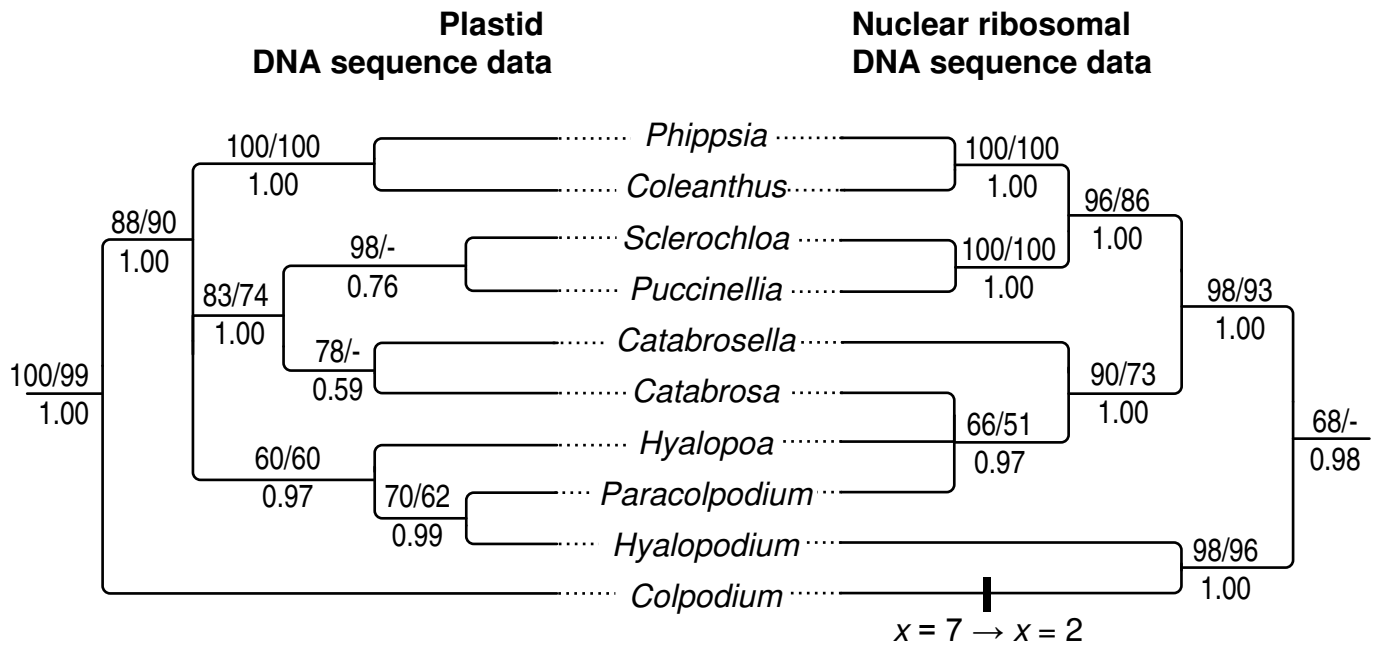 Plastid
DNA sequence data
Nuclear ribosomal
DNA sequence data
100/99
1.00
88/90
1.00
100/100
1.00
83/74
1.00
98/-
0.76
78/-
0.59
60/60
0.97
70/62
0.99
Phippsia
Coleanthus
Sclerochloa
Puccinellia
Catabrosella
Catabrosa
Hyalopoa
Paracolpodium
Hyalopodium
Colpodium
100/100
1.00
100/100
1.00
96/86
1.00
98/93
1.00
90/73
1.00
66/51
0.97
68/-
0.98
98/96
1.00
x = 7 → x = 2